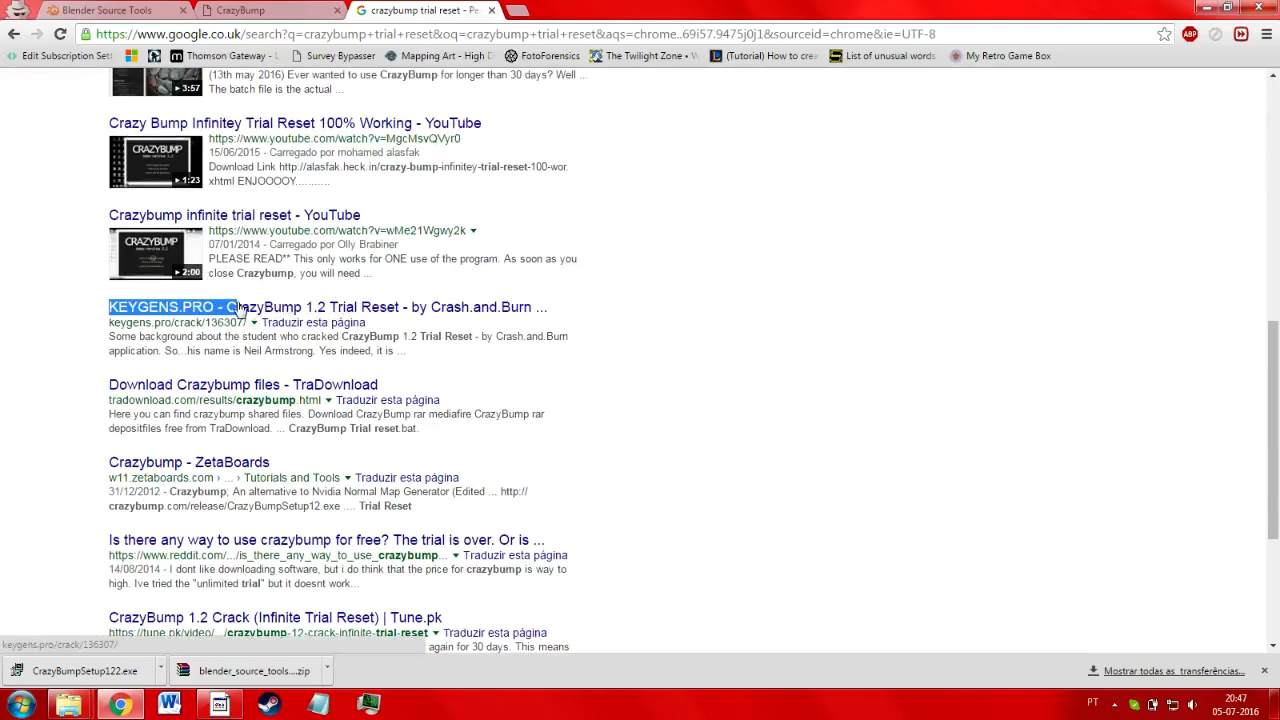 Blender Source Tools
CrazyBump
crazybump trial reset - Pe
https://www.google.co.uk/search?q=crazybump+trial+reset&oq=crazybump+trial+reset&aqs=chrome..69i57.9475j0j1&sourceid=chrome&ie=UTF-8
ABP
Edit Subscription Sett
Thomson Gateway - L
Survey Bypasser
Mapping Art - High D
FotoForensics
The Twilight Zone •
(Tutorial) How to cre
List of unusual words
My Retro Game Box
3:57
(13th may 2016) Ever wanted to use CrazyBump for longer than 30 days? Well ...
The batch file is the actual ...
Crazy Bump Infinitey Trial Reset 100% Working - YouTube
https://www.youtube.com/watch?v=MgcMsvQVyr0
15/06/2015 - Carregado por mohamed alasfak
CRAZYBUMP
Download Link http://alasfak.heck.in/crazy-bump-infinitey-trial-reset-100-wor.
1:23
xhtml ENJOOOOY..........
Crazybump infinite trial reset - YouTube
https://www.youtube.com/watch?v=wMe21Wgwy2k
07/01/2014 - Carregado por Olly Brabiner
CRAZYBUMP
PLEASE READ** This only works for ONE use of the program. As soon as you
2:00
close Crazybump, you will need ...
KEYGENS.PRO - CrazyBump 1.2 Trial Reset - by Crash.and.Burn ...
keygens.pro/crack/136307/ Traduzir esta página
Some background about the student who cracked CrazyBump 1.2 Trial Reset - by Crash.and.Burn
application. So...his name is Neil Armstrong. Yes indeed, it is ...
Download Crazybump files - TraDownload
tradownload.com/results/crazybump.html Traduzir esta página
Here you can find crazybump shared files. Download CrazyBump rar mediafire CrazyBump rar
depositfiles free from TraDownload. ... CrazyBump Trial reset.bat.
Crazybump - ZetaBoards
w11.zetaboards.com › ... › Tutorials and Tools Traduzir esta página
31/12/2012 - Crazybump; An alternative to Nvidia Normal Map Generator (Edited ... http://
crazybump.com/release/CrazyBumpSetup12.exe .... Trial Reset
Is there any way to use crazybump for free? The trial is over. Or is ...
https://www.reddit.com/.../is_there_any_way_to_use_crazybump... Traduzir esta página
14/08/2014 - I dont like downloading software, but i do think that the price for crazybump is way to
high. Ive tried the "unlimited trial" but it doesnt work...
CrazyBump 1.2 Crack (Infinite Trial Reset) | Tune.pk
https://tune.pk/video/.../crazybump-12-crack-infinite-trial-reset Traduzir esta página
keygens.pro/crack/136307/
again for 30 days. This means
CrazyBumpSetup122.exe
blender_source_tools....zip
Mostrar todas as transferências...
PT
20:47
05-07-2016